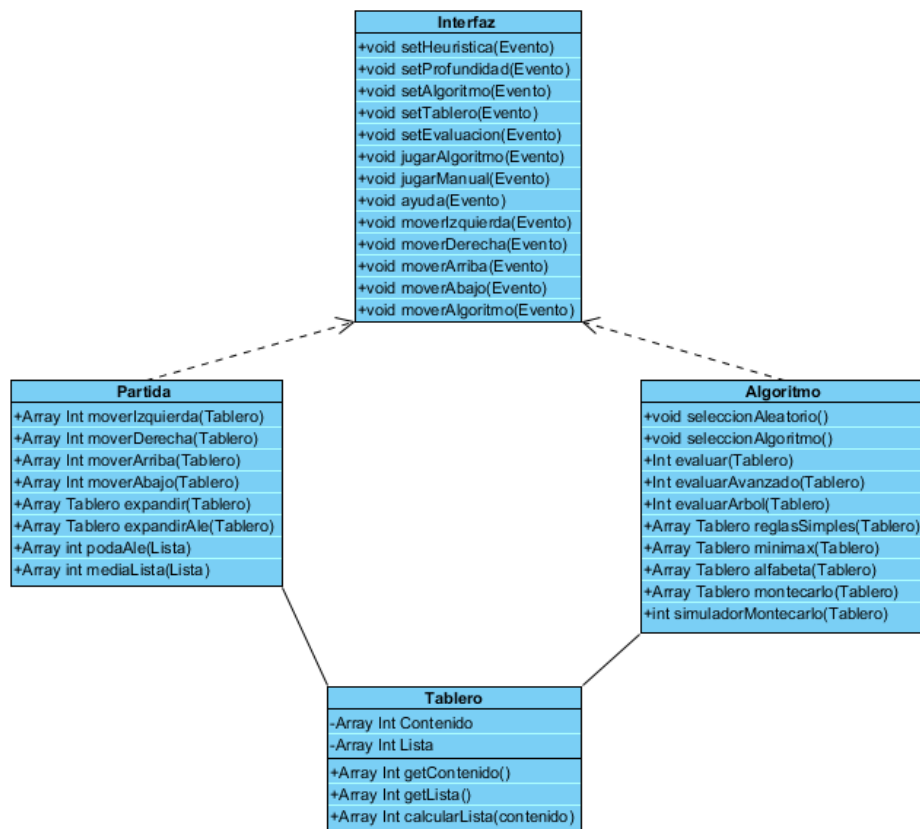 Interfaz
+void setHeuristica(Evento)
+void setProfundidad(Evento)
+void setAlgoritmo(Evento)
+void setTablero(Evento)
+void setEvaluacion(Evento)
+void jugarAlgoritmo(Evento)
+void jugarManual(Evento)
+void ayuda(Evento)
+void moverIzquierda(Evento)
+void moverDerecha(Evento)
+void moverArriba(Evento)
+void moverAbajo(Evento)
+void moverAlgoritmo(Evento)
Partida
+Array Int moverIzquierda(Tablero)
+Array Int moverDerecha(Tablero)
+Array Int moverArriba(Tablero)
+Array Int moverAbajo(Tablero)
+Array Tablero expandir(Tablero)
+Array Tablero expandirAle(Tablero)
+Array int podaAle(Lista)
+Array int mediaLista(Lista)
Algoritmo
+void seleccionAleatorio()
+void seleccionAlgoritmo()
+Int evaluar(Tablero)
+Int evaluarAvanzado(Tablero)
+Int evaluarArbol(Tablero)
+Array Tablero reglasSimples(Tablero)
+Array Tablero minimax(Tablero)
+Array Tablero alfabeta(Tablero)
+Array Tablero montecarlo(Tablero)
+int simuladorMontecarlo(Tablero)
Tablero
-Array Int Contenido
-Array Int Lista
+Array Int getContenido()
+Array Int getLista()
+Array Int calcularLista(contenido)